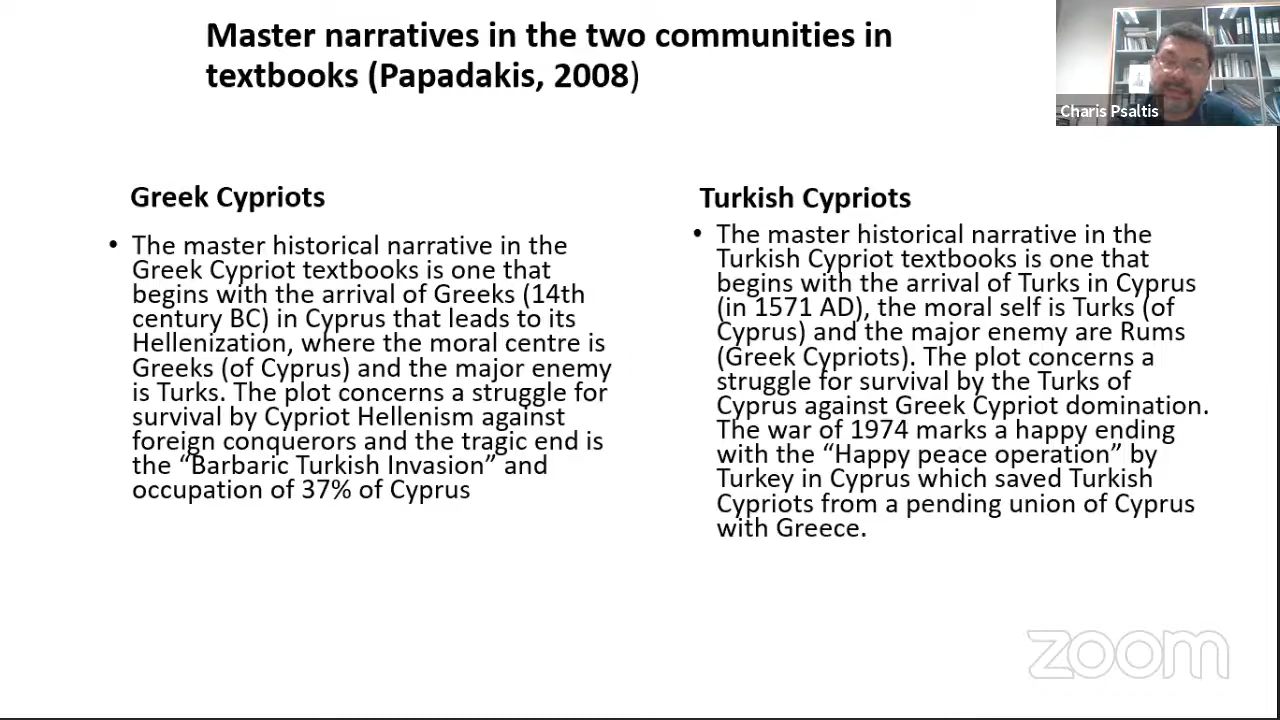 Master narratives in the two communities in
textbooks (Papadakis, 2008)
Charis Psaltis
Greek Cypriots
• The master historical narrative in the
Greek Cypriot textbooks is one that
begins with the arrival of Greeks (14th
century BC) in Cyprus that leads to its
Hellenization, where the moral centre is
Greeks (of Cyprus) and the major enemy
is Turks. The plot concerns a struggle for
survival by Cypriot Hellenism against
foreign conquerors and the tragic end is
the “Barbaric Turkish Invasion” and
occupation of 37% of Cyprus
Turkish Cypriots
• The master historical narrative in the
Turkish Cypriot textbooks is one that
begins with the arrival of Turks in Cyprus
(in 1571 AD), the moral self is Turks (of
Cyprus) and the major enemy are Rums
(Greek Cypriots). The plot concerns a
struggle for survival by the Turks of
Cyprus against Greek Cypriot domination.
The war of 1974 marks a happy ending
with the “Happy peace operation” by
Turkey in Cyprus which saved Turkish
Cypriots from a pending union of Cyprus
with Greece.
zoom